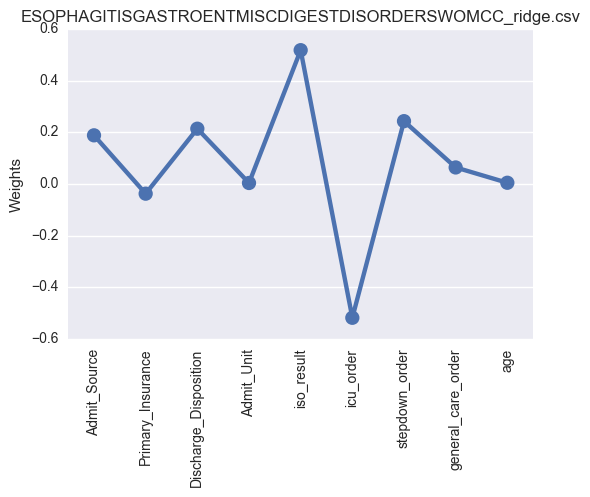 ESOPHAGITISGASTROENTMISCDIGESTDISORDERSWOMCC_ridge.csv
0.6
0.4
0.2
0.0
−0.2
−0.4
−0.6
Weights
Admit_Source
Primary_Insurance
Discharge_Disposition
Admit_Unit
iso_result
icu_order
stepdown_order
general_care_order
age